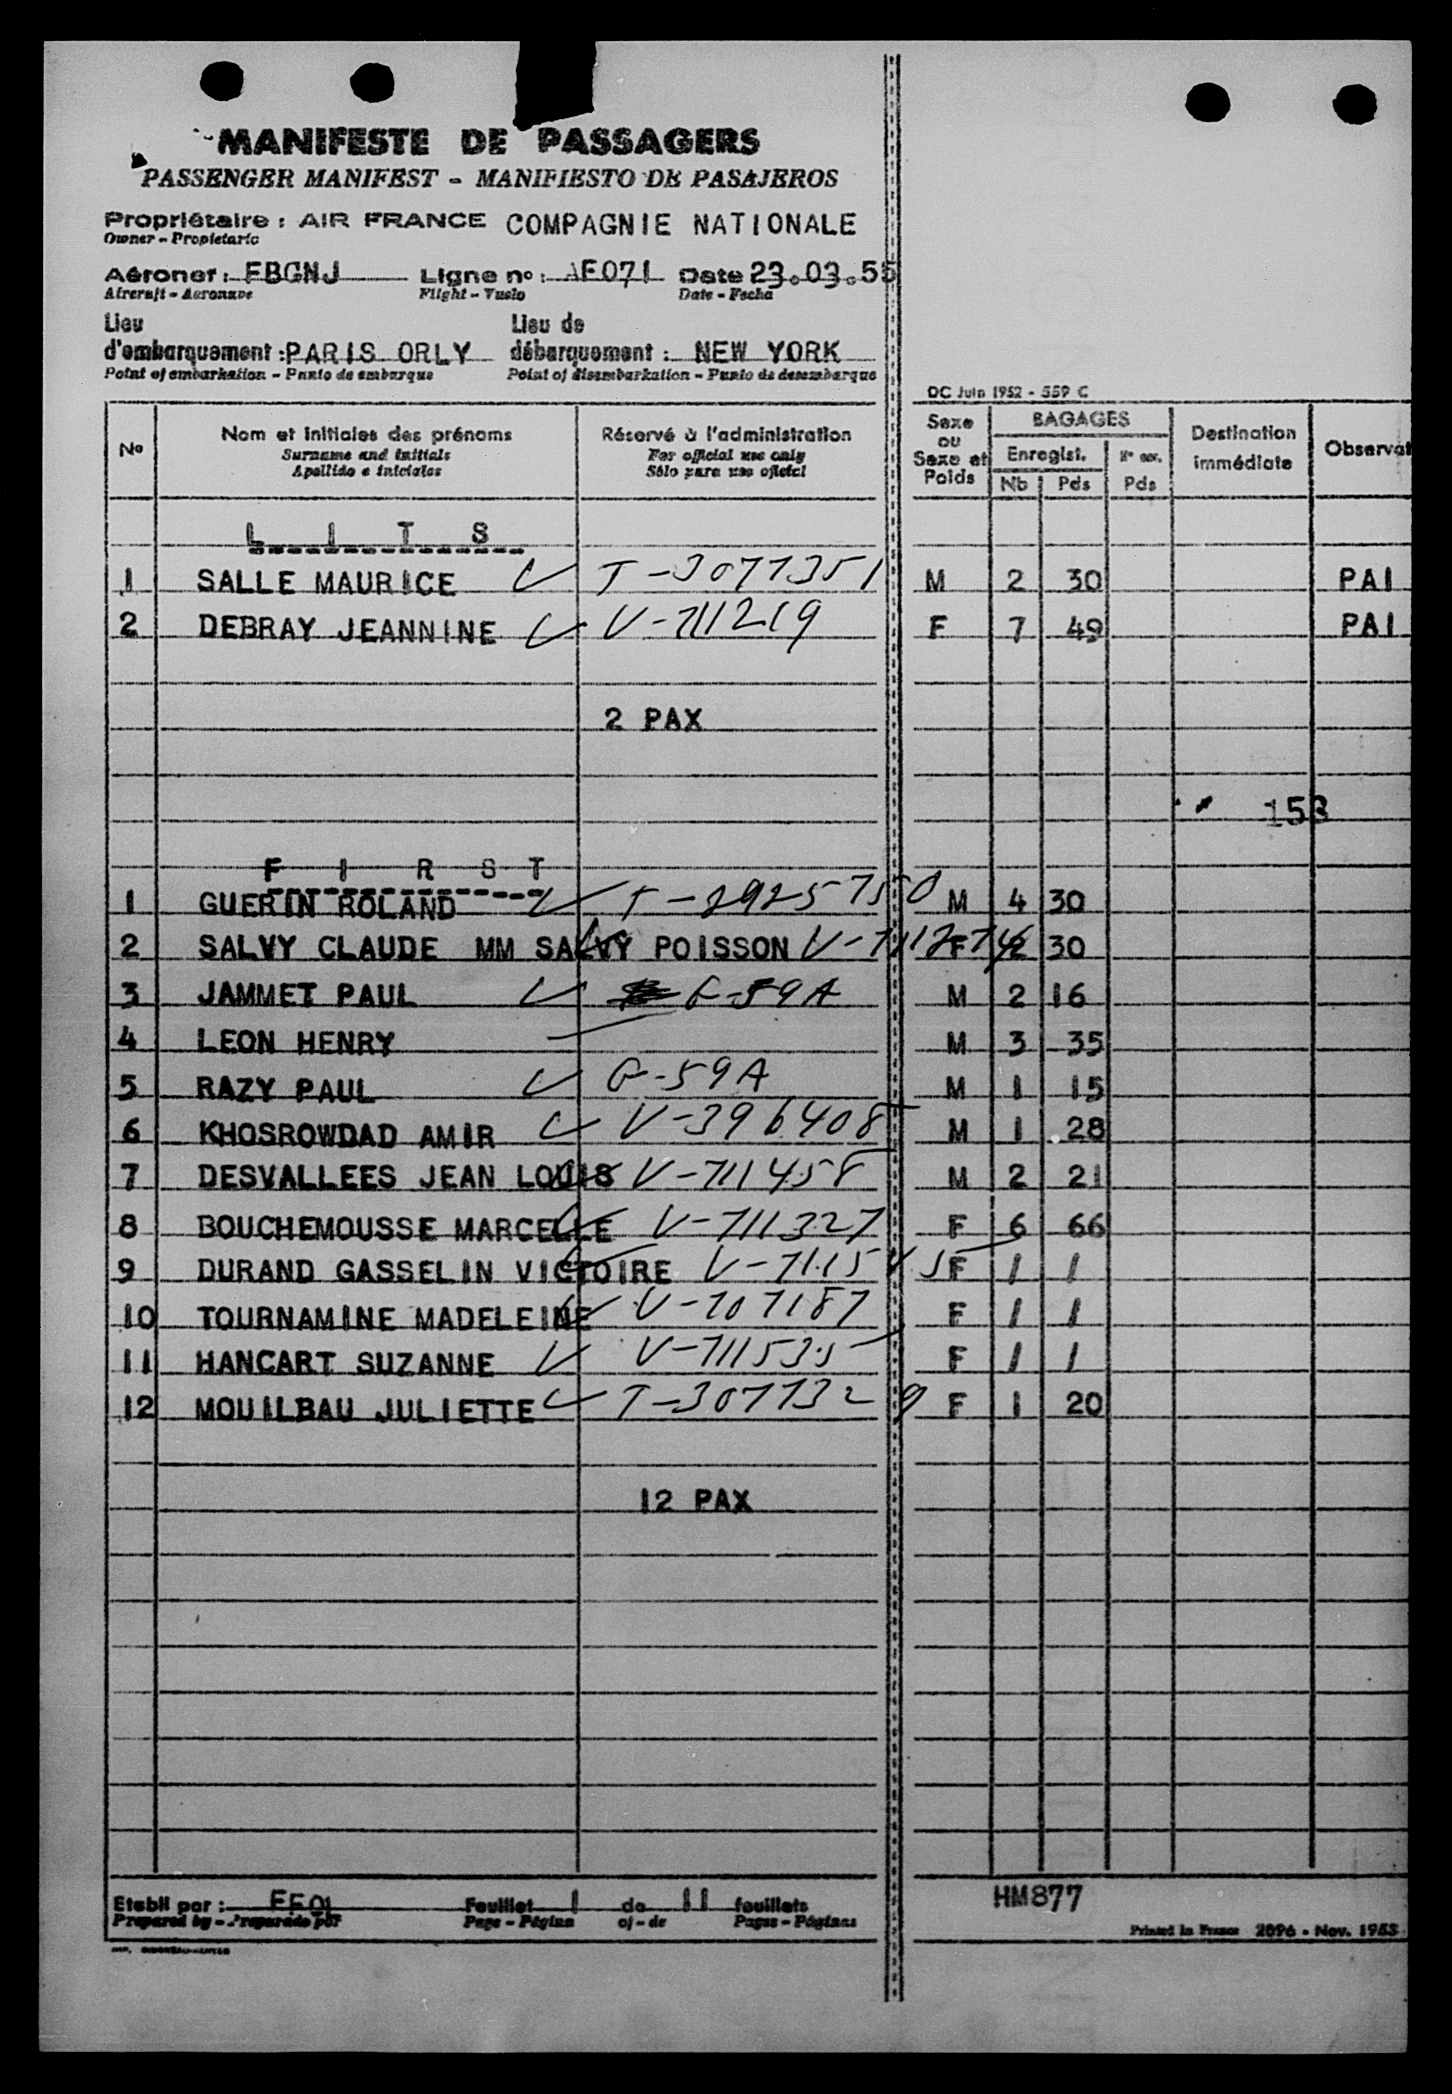 MANIFESTE DE PASSAGERS
PASSENGER MANIFEST - MANIFIESTO DE PASAJEROS
Propriétaire : AIR FRANCE COMPAGNIE NATIONALE
Owner - Propietario
Aéronef : FBGNJ Ligne no : AF071 Date 23.03.55
Aircraft - Aeronave Flight - Vuelo Date - Fecha
Lieu Lieu de
d'embarquement : PARIS ORLY débarquement : NEW YORK
Point of embarkation - Punto de embarque Point of disembarkation - Punto de desembarque
DC Juin 1952 - 559 C
No Nom et initiales des prénoms Réservé à l'administration Sexe ou Sexe et Poids BAGAGES Destination immédiate Observat
Surname and initials For official use only Enregist.
Apellido e iniciales Sólo para uso oficial Nb Pds Pds
L I T S
1 SALLE MAURICE T-3077351 M 2 30 PAI
2 DEBRAY JEANNINE V-711219 F 7 49 PAI
2 PAX
153
F I R S T
1 GUERIN ROLAND T-2925750 M 4 30
2 SALVY CLAUDE MM SALVY POISSON V-711274 F 2 30
3 JAMMET PAUL G-59A M 2 16
4 LEON HENRY M 3 35
5 RAZY PAUL G-59A M 1 15
6 KHOSROWDAD AMIR V-396408 M 1 28
7 DESVALLEES JEAN LOUIS V-711458 M 2 21
8 BOUCHEMOUSSE MARCELLE V-711327 F 6 66
9 DURAND GASSELIN VICTOIRE F / /
10 TOURNAMINE MADELEINE V-707187 F / /
11 HANCART SUZANNE V-711535 F / /
12 MOUILBAU JULIETTE T-3077329 F 1 20
12 PAX
Etabli par : Feuillet 1 de 11 feuillets HM877
Prepared by - Preparado por Page - Página of - de Pages - Páginas Printed in France 2096 - Nov. 1953